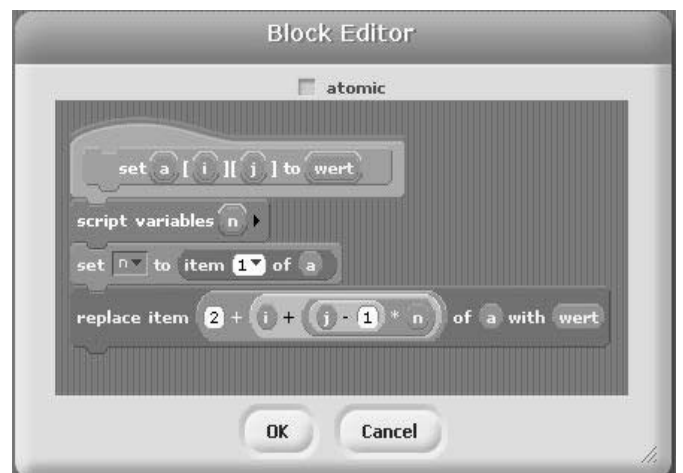 Block Editor
atomic
set a [ i ][ j ] to wert
script variables n
set n to item 1 of a
replace item 2 + i + j - 1 * n of a with wert
OK Cancel